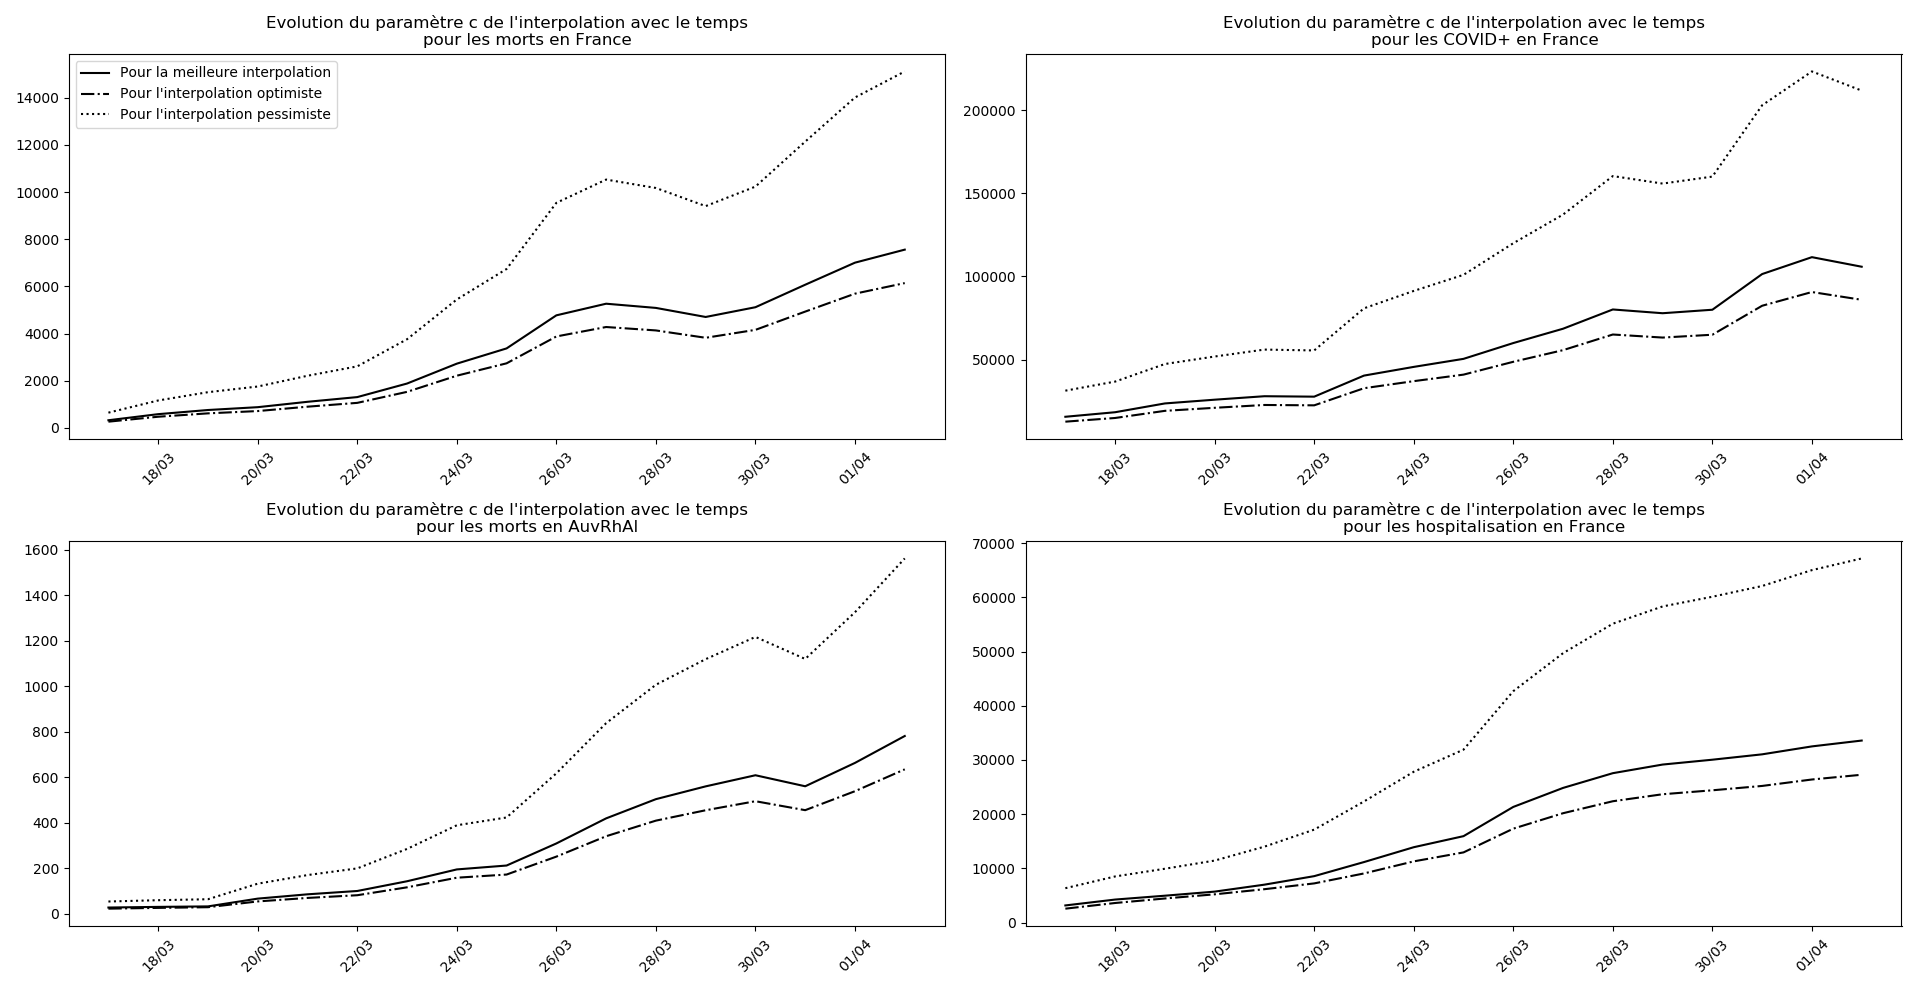 Evolution du paramètre c de l'interpolation avec le temps
pour les morts en France
Pour la meilleure interpolation
Pour l'interpolation optimiste
Pour l'interpolation pessimiste
14000
12000
10000
8000
6000
4000
2000
0
18/03 20/03 22/03 24/03 26/03 28/03 30/03 01/04
Evolution du paramètre c de l'interpolation avec le temps
pour les COVID+ en France
200000
150000
100000
50000
18/03 20/03 22/03 24/03 26/03 28/03 30/03 01/04
Evolution du paramètre c de l'interpolation avec le temps
pour les morts en AuvRhAl
1600
1400
1200
1000
800
600
400
200
0
18/03 20/03 22/03 24/03 26/03 28/03 30/03 01/04
Evolution du paramètre c de l'interpolation avec le temps
pour les hospitalisation en France
70000
60000
50000
40000
30000
20000
10000
0
18/03 20/03 22/03 24/03 26/03 28/03 30/03 01/04